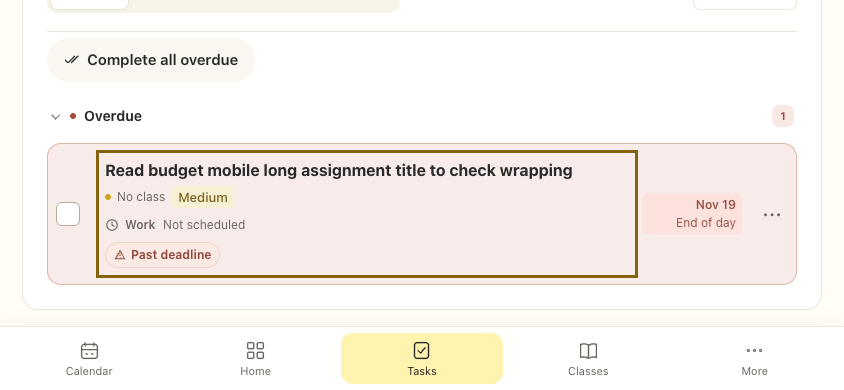 Complete all overdue
Overdue
1
Read budget mobile long assignment title to check wrapping
No class Medium
Work Not scheduled
Past deadline
Nov 19
End of day
Calendar
Home
Tasks
Classes
More